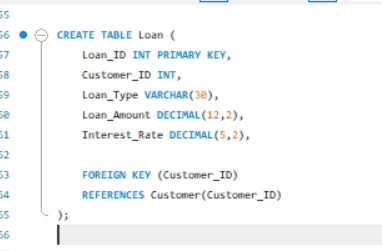 55
56 CREATE TABLE Loan (
57 Loan_ID INT PRIMARY KEY,
58 Customer_ID INT,
59 Loan_Type VARCHAR(30),
60 Loan_Amount DECIMAL(12,2),
61 Interest_Rate DECIMAL(5,2),
62
63 FOREIGN KEY (Customer_ID)
64 REFERENCES Customer(Customer_ID)
65 );
66